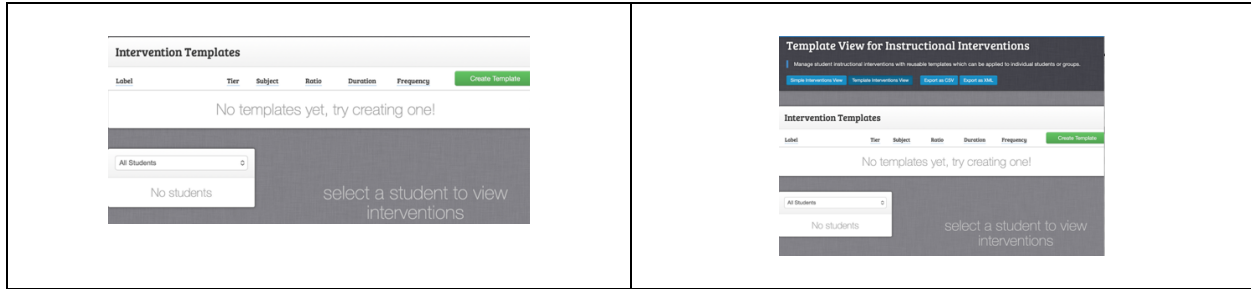 Intervention Templates
Label Tier Subject Ratio Duration Frequency Create Template
No templates yet, try creating one!
All Students
No students
select a student to view
interventions
Template View for Instructional Interventions
Manage student instructional interventions with reusable templates which can be applied to individual students or groups.
Simple Interventions View Template Interventions View Export as CSV Export as XML
Intervention Templates
Label Tier Subject Ratio Duration Frequency Create Template
No templates yet, try creating one!
All Students
No students
select a student to view
interventions